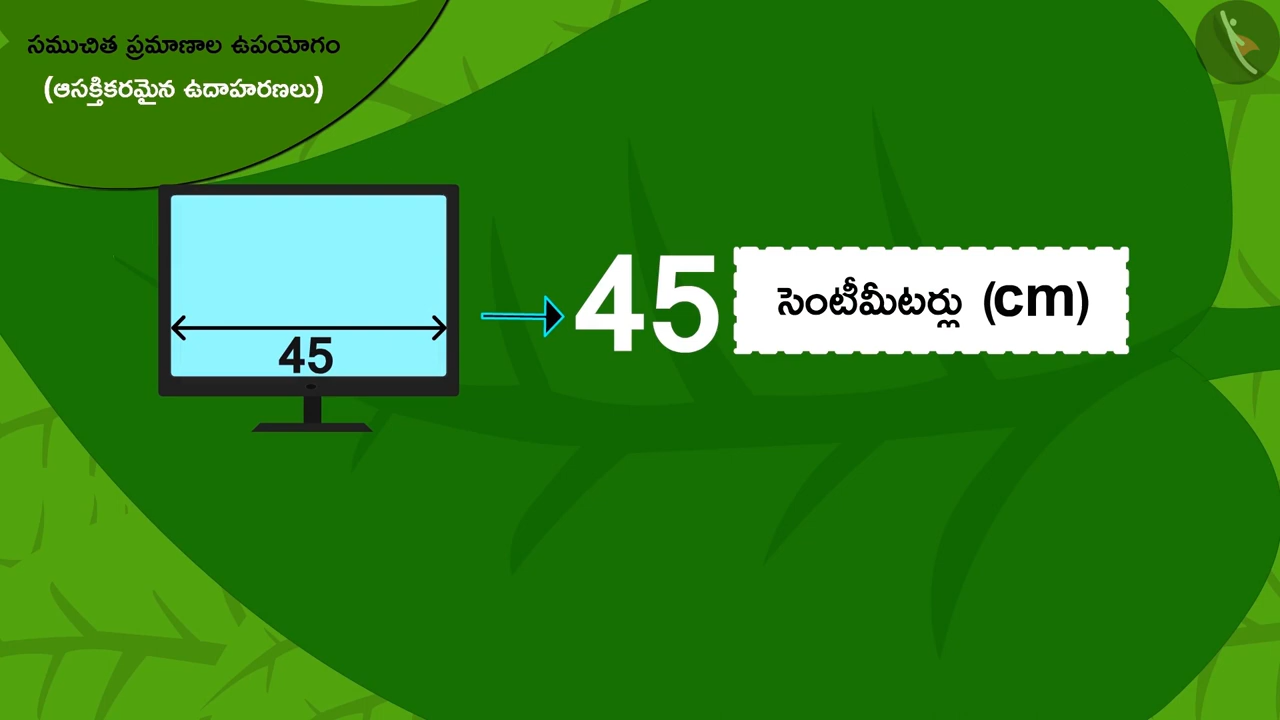 సముచిత ప్రమాణాల ఉపయోగం
(ఆసక్తికరమైన ఉదాహరణలు)
45
45 సెంటీమీటర్లు (cm)